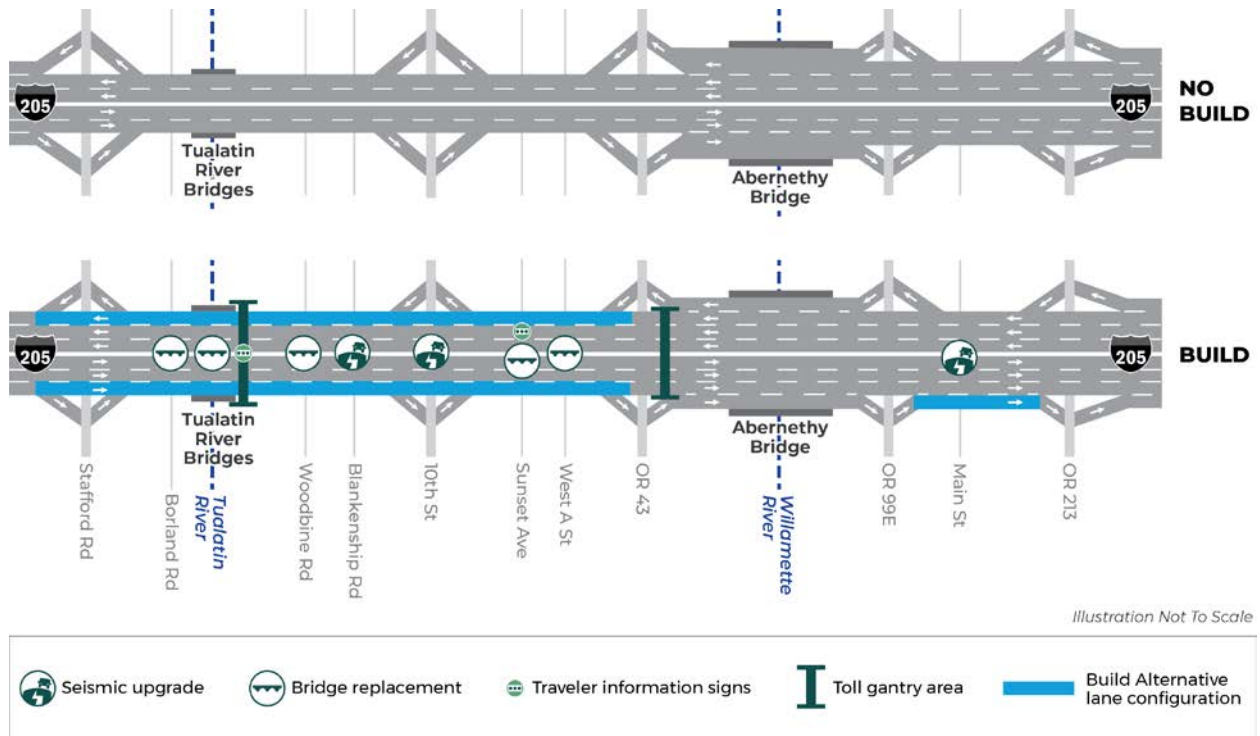 205
205
NO
BUILD
Tualatin
River
Bridges
Abernethy
Bridge
205
205
BUILD
Tualatin
River
Bridges
Abernethy
Bridge
Stafford Rd
Borland Rd
Tualatin
River
Woodbine Rd
Blankenship Rd
10th St
Sunset Ave
West A St
OR 43
Willamette
River
OR 99E
Main St
OR 213
Illustration Not To Scale
Seismic upgrade
Bridge replacement
Traveler information signs
Toll gantry area
Build Alternative
lane configuration